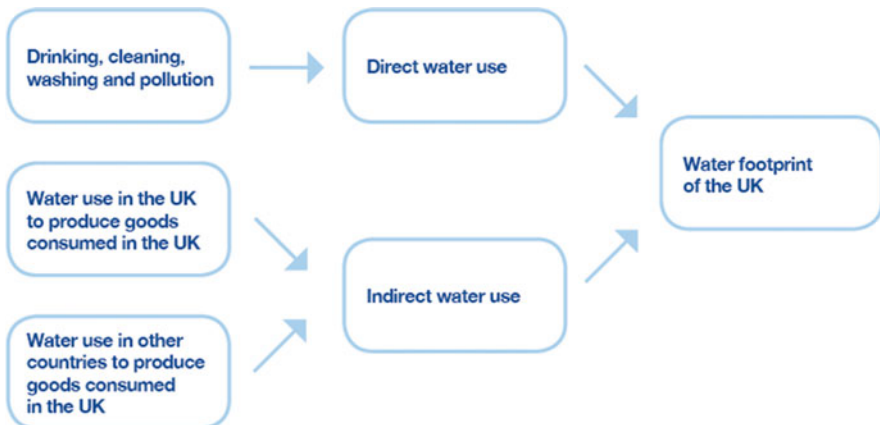 Drinking, cleaning,
washing and pollution
Direct water use
Water footprint
of the UK
Water use in the UK
to produce goods
consumed in the UK
Indirect water use
Water use in other
countries to produce
goods consumed
in the UK